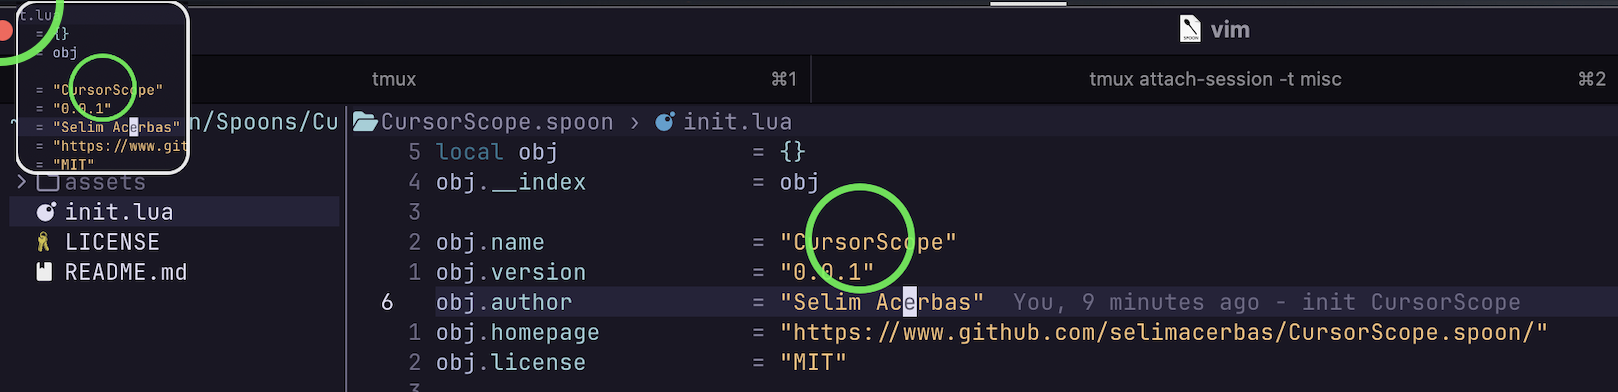 SPOON vim
tmux ⌘1 tmux attach-session -t misc ⌘2
t.lu
= {}
= obj
= "CursorScope"
= "0.0.1"
= "Selim Acerbas"
= "https://www.git
= "MIT"
~ n/Spoons/Cu
> assets
init.lua
LICENSE
README.md
CursorScope.spoon › init.lua
5 local obj = {}
4 obj.__index = obj
3
2 obj.name = "CursorScope"
1 obj.version = "0.0.1"
6 obj.author = "Selim Acerbas" You, 9 minutes ago - init CursorScope
1 obj.homepage = "https://www.github.com/selimacerbas/CursorScope.spoon/"
2 obj.license = "MIT"
3